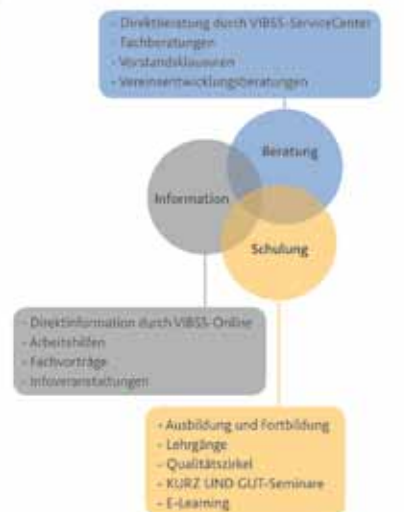 - Direktberatung durch VIBSS-ServiceCenter
- Fachberatungen
- Vorstandsklausuren
- Vereinsentwicklungsberatungen
Beratung
Information
Schulung
- Direktinformation durch VIBSS-Online
- Arbeitshilfen
- Fachvorträge
- Infoveranstaltungen
- Ausbildung und Fortbildung
- Lehrgänge
- Qualitätszirkel
- KURZ UND GUT-Seminare
- E-Learning